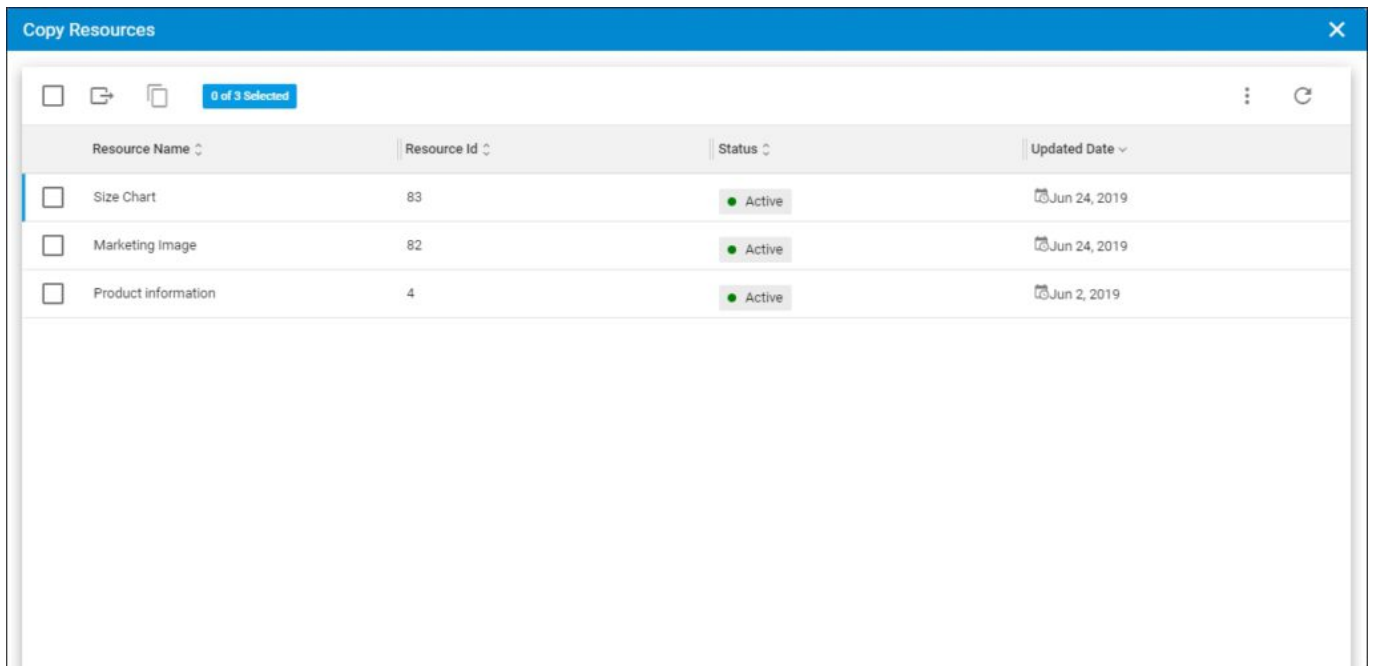 Copy Resources
0 of 3 Selected
Resource Name Resource Id Status Updated Date
Size Chart 83 Active Jun 24, 2019
Marketing Image 82 Active Jun 24, 2019
Product information 4 Active Jun 2, 2019